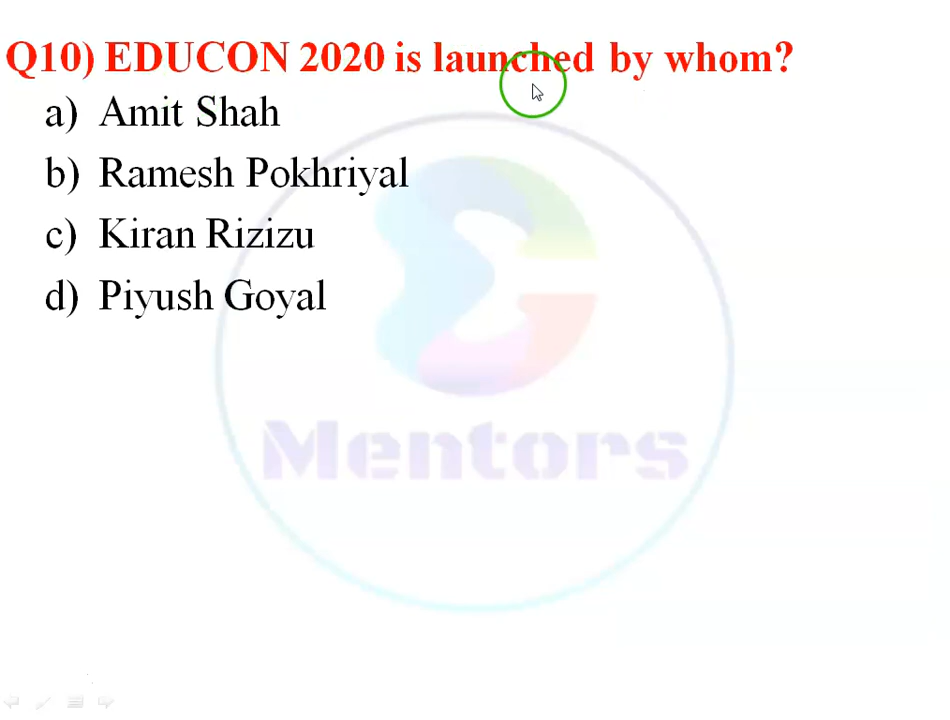 Q10) EDUCON 2020 is launched by whom?
a) Amit Shah
b) Ramesh Pokhriyal
c) Kiran Rizizu
d) Piyush Goyal
Mentors